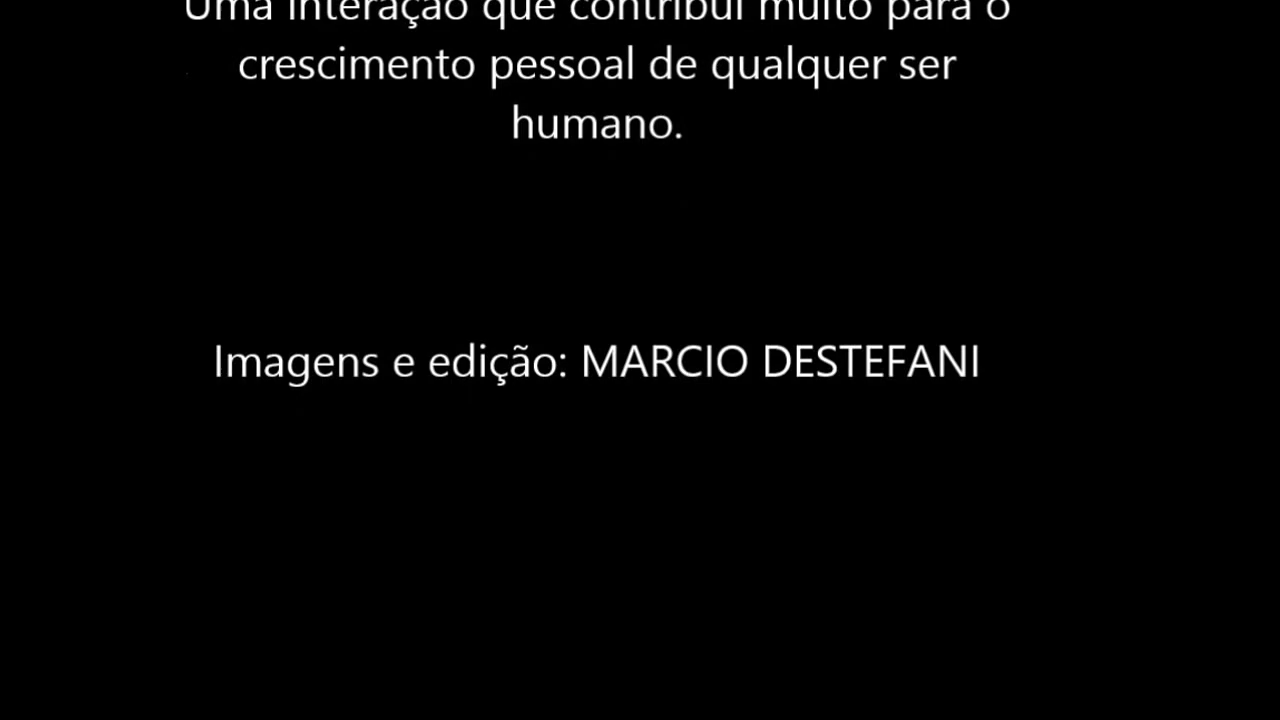 Uma interação que contribui muito para o
crescimento pessoal de qualquer ser
humano.
Imagens e edição: MARCIO DESTEFANI